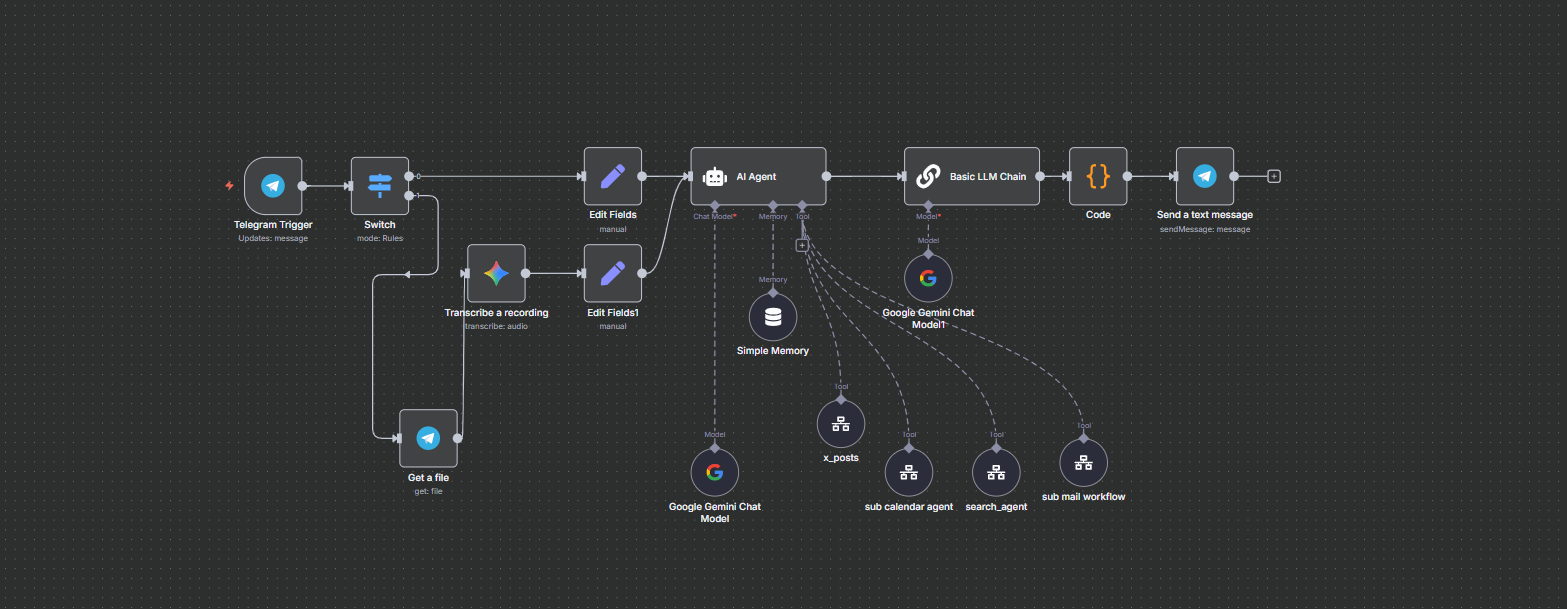 Telegram Trigger
Updates: message
Switch
mode: Rules
0
1
Get a file
get: file
Transcribe a recording
transcribe: audio
Edit Fields
manual
Edit Fields1
manual
AI Agent
Chat Model*
Memory
Tool
Model
Google Gemini Chat
Model
Memory
Simple Memory
Tool
x_posts
Tool
sub calendar agent
Tool
search_agent
Tool
sub mail workflow
Basic LLM Chain
Model*
Model
Google Gemini Chat
Model1
Code
Send a text message
sendMessage: message